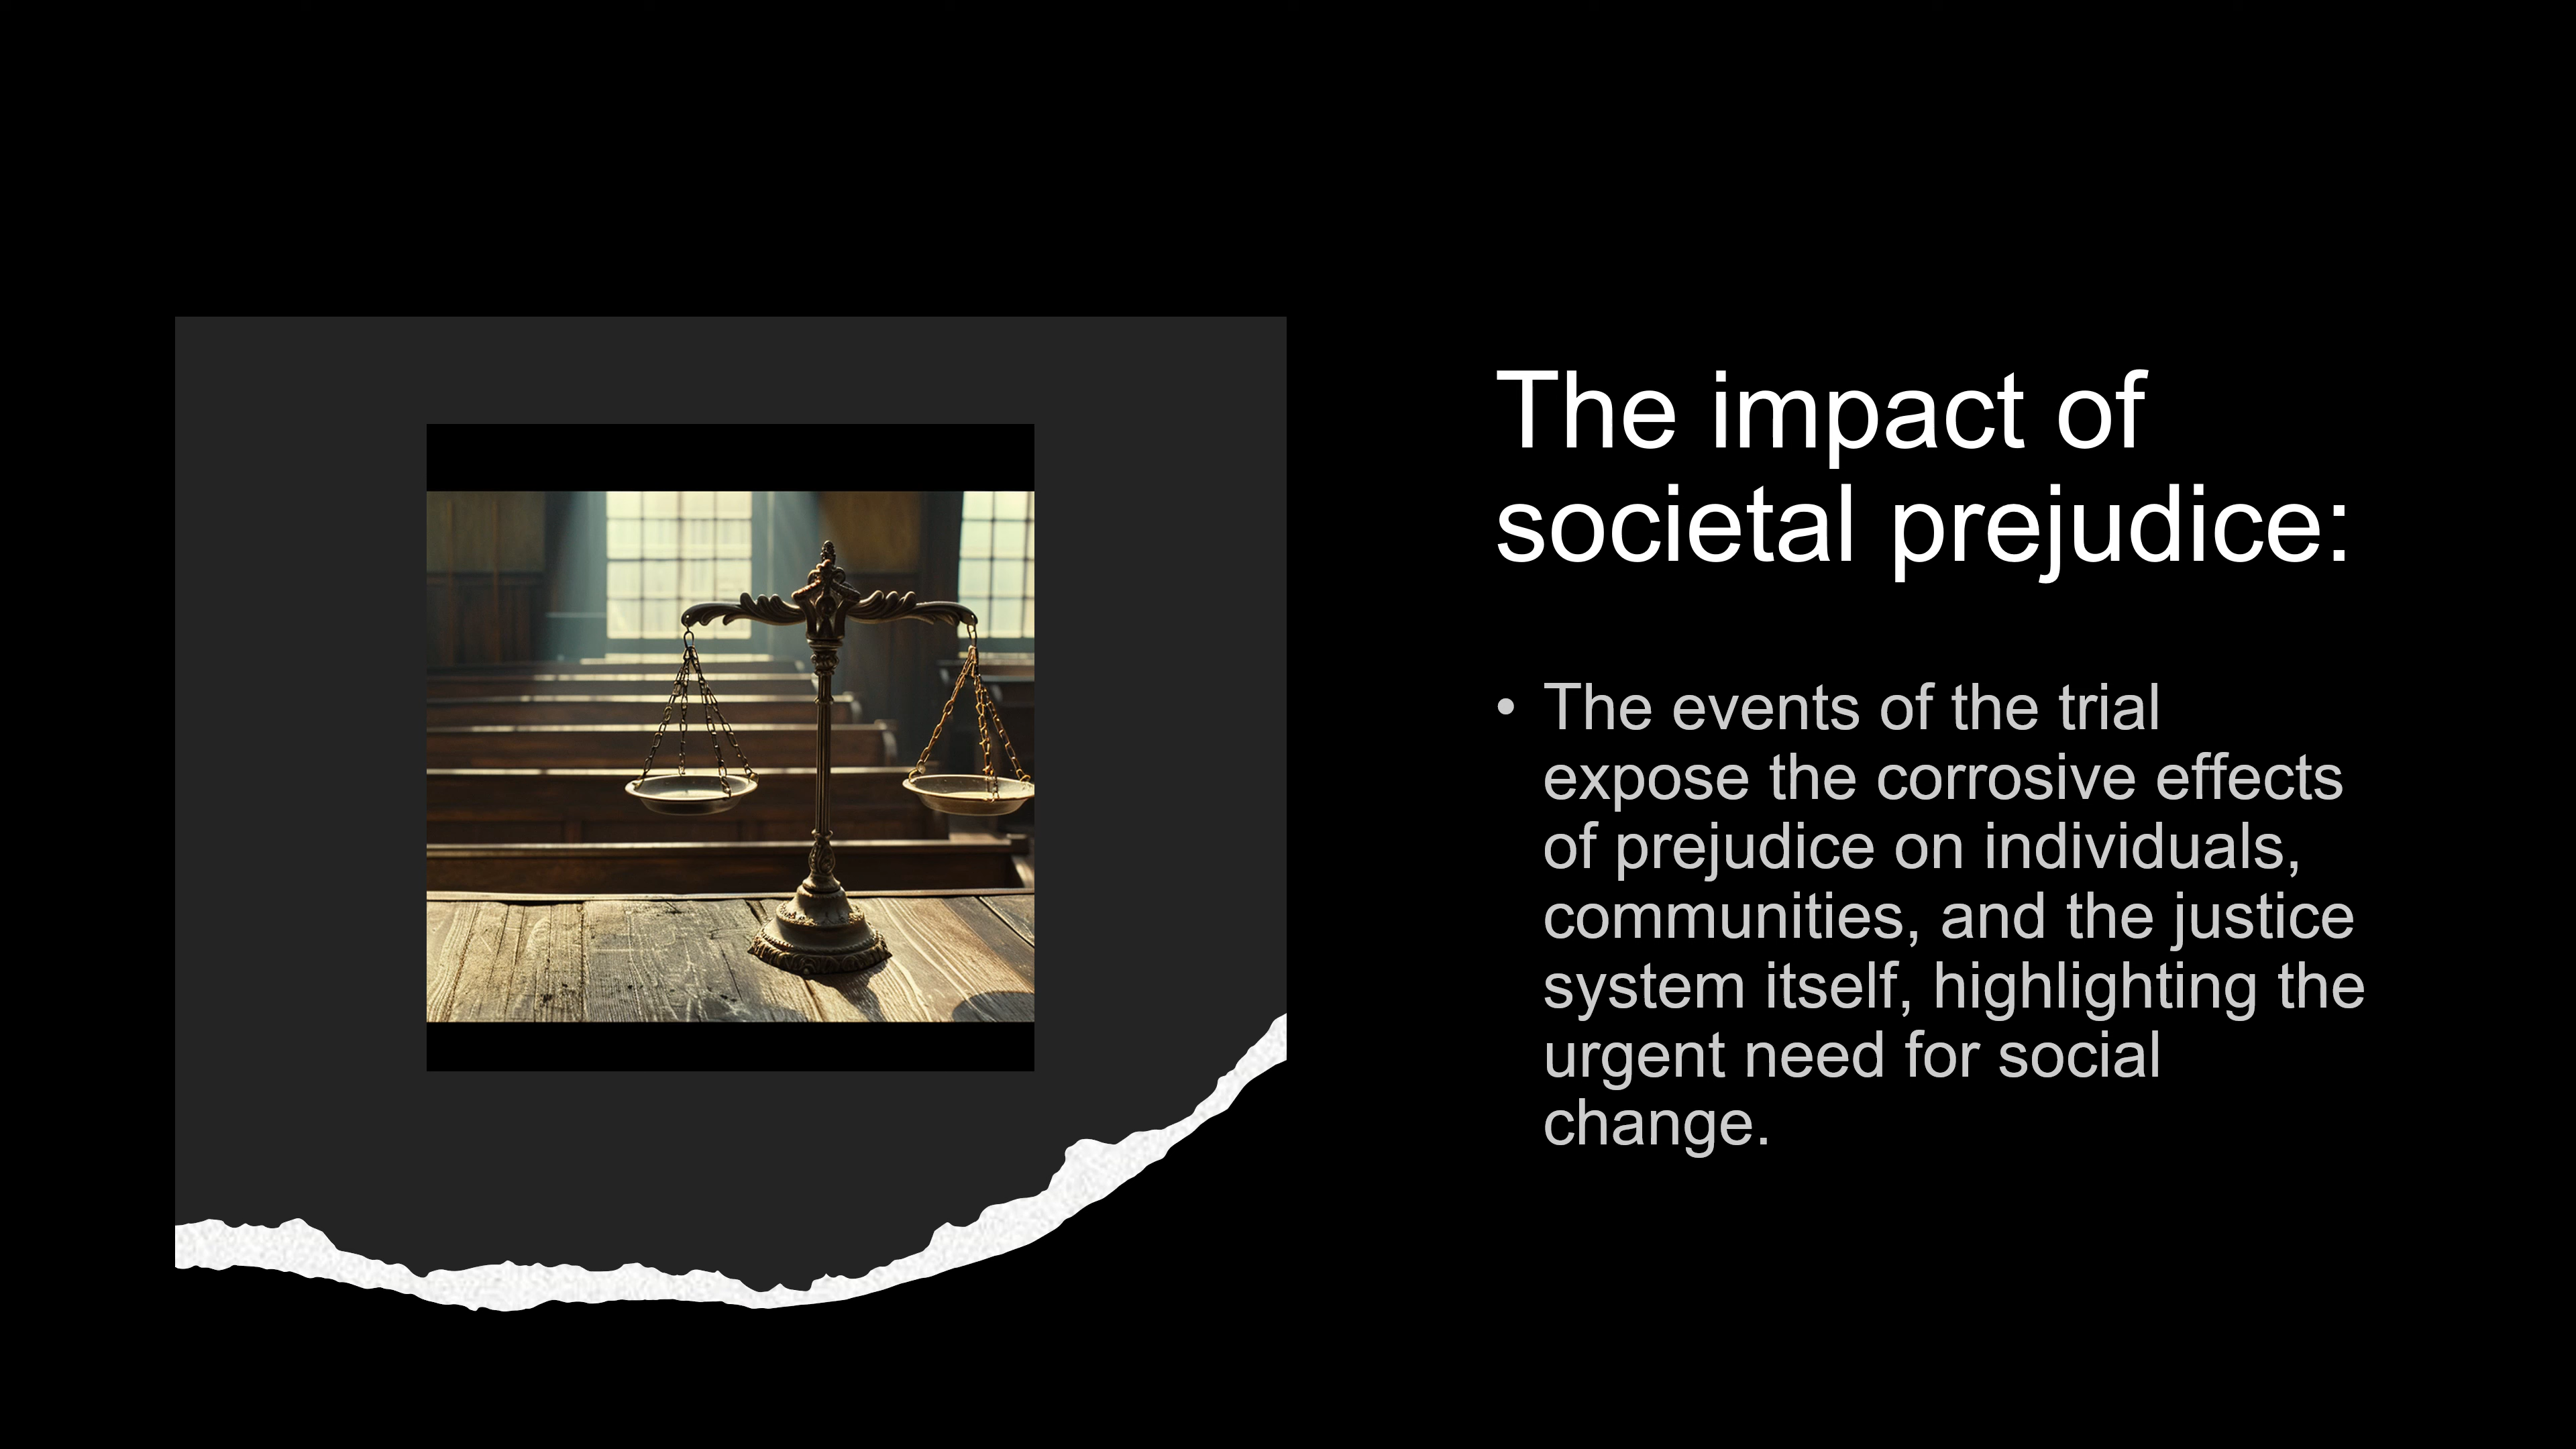 The impact of
societal prejudice:
• The events of the trial
expose the corrosive effects
of prejudice on individuals,
communities, and the justice
system itself, highlighting the
urgent need for social
change.